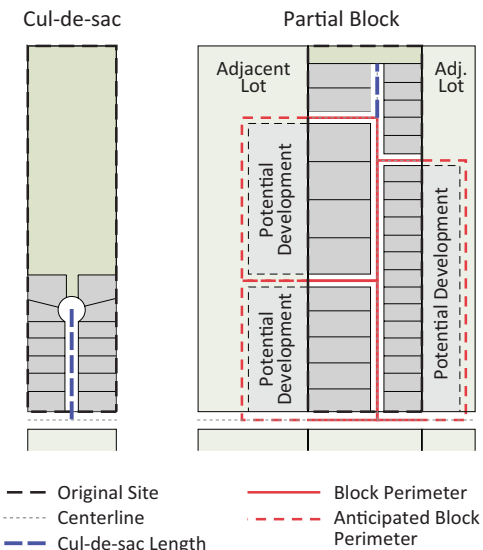 Cul-de-sac
Partial Block
Adjacent
Lot
Adj.
Lot
Potential
Development
Potential
Development
Potential Development
Original Site
Centerline
Cul-de-sac Length
Block Perimeter
Anticipated Block
Perimeter